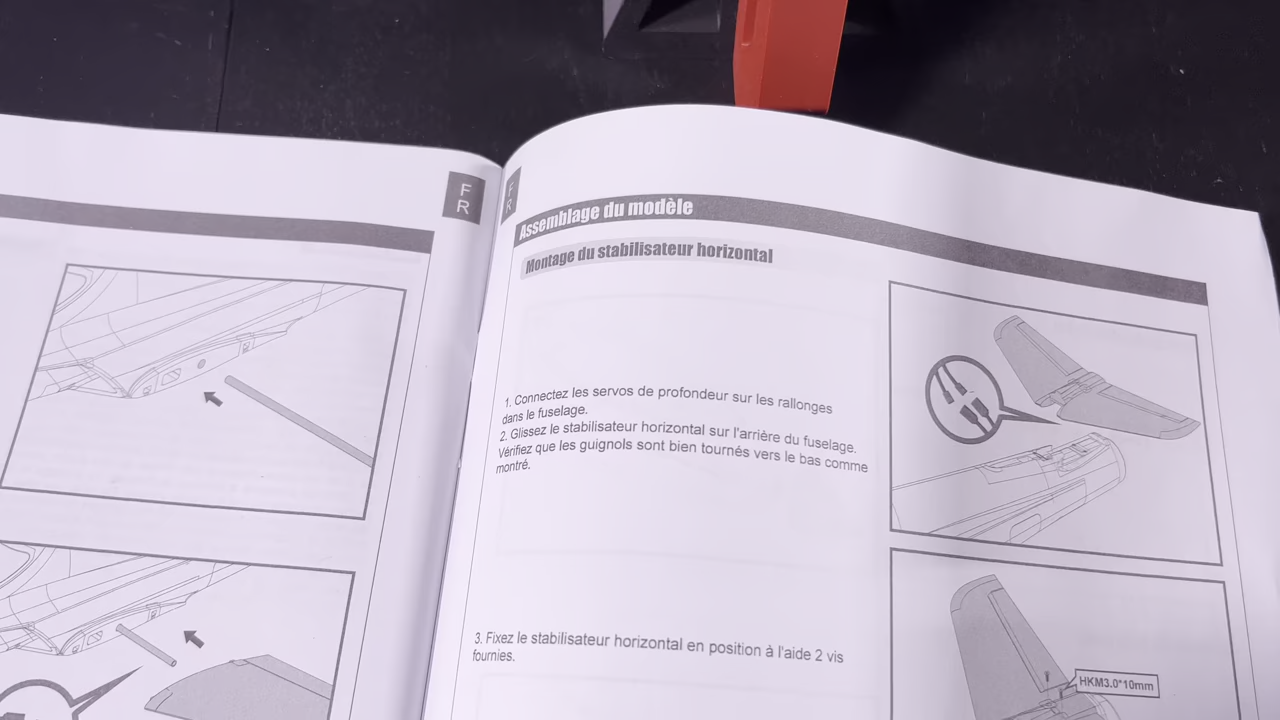 F
R
F
R
Assemblage du modèle
Montage du stabilisateur horizontal
1. Connectez les servos de profondeur sur les rallonges
dans le fuselage.
2. Glissez le stabilisateur horizontal sur l'arrière du fuselage.
Vérifiez que les guignols sont bien tournés vers le bas comme
montré.
3. Fixez le stabilisateur horizontal en position à l'aide 2 vis
fournies.
HKM3.0*10mm